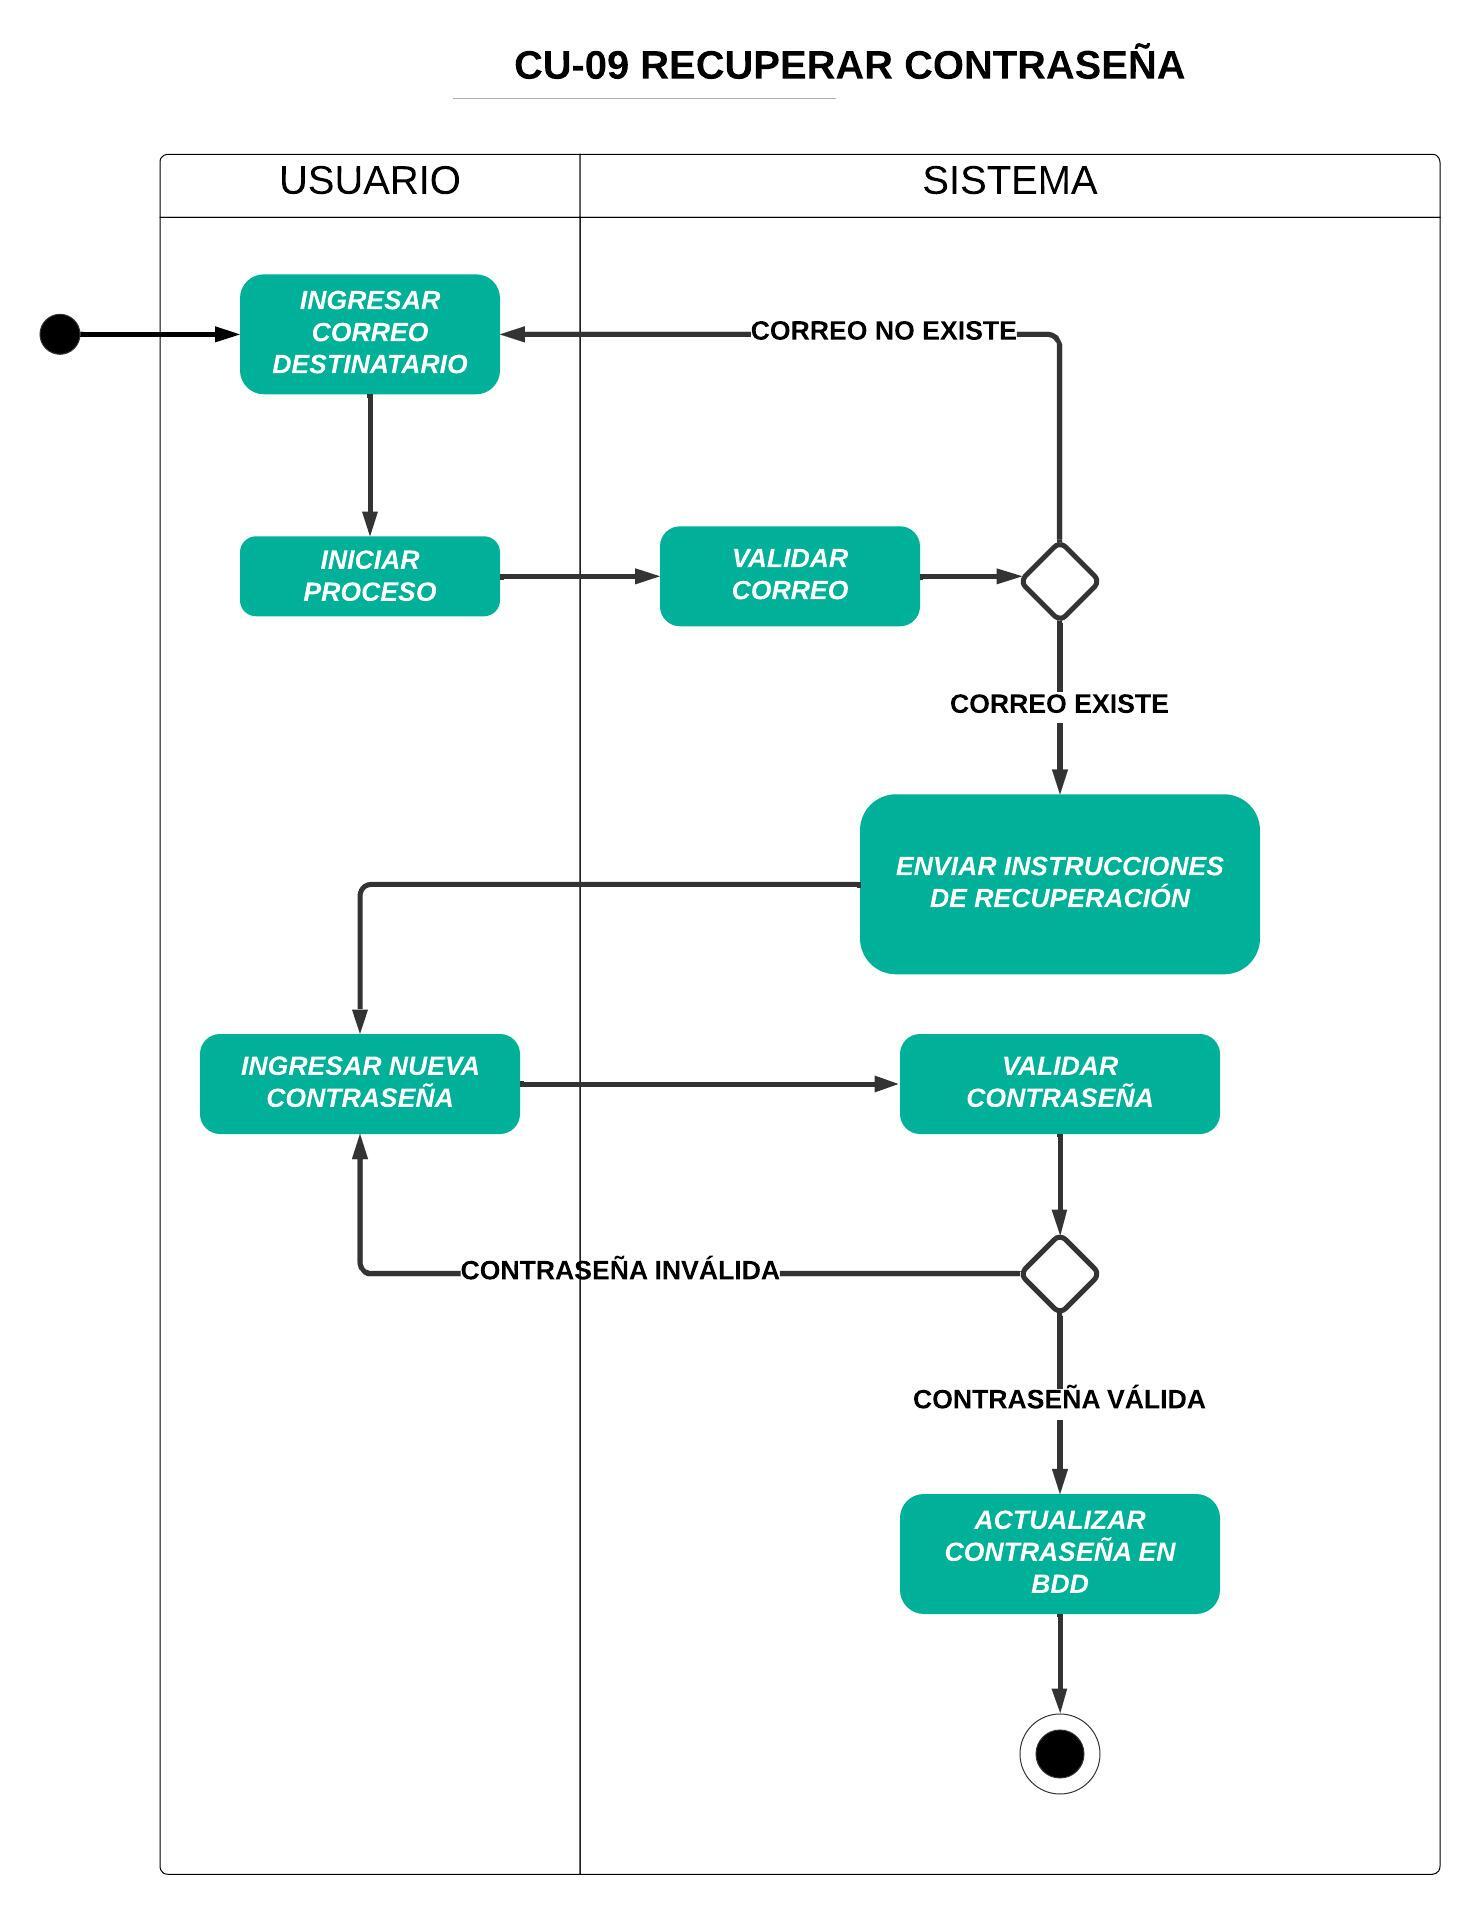 CU-09 RECUPERAR CONTRASEÑA
USUARIO
SISTEMA
INGRESAR
CORREO
DESTINATARIO
CORREO NO EXISTE
INICIAR
PROCESO
VALIDAR
CORREO
CORREO EXISTE
ENVIAR INSTRUCCIONES
DE RECUPERACIÓN
INGRESAR NUEVA
CONTRASEÑA
VALIDAR
CONTRASEÑA
CONTRASEÑA INVÁLIDA
CONTRASEÑA VÁLIDA
ACTUALIZAR
CONTRASEÑA EN
BDD